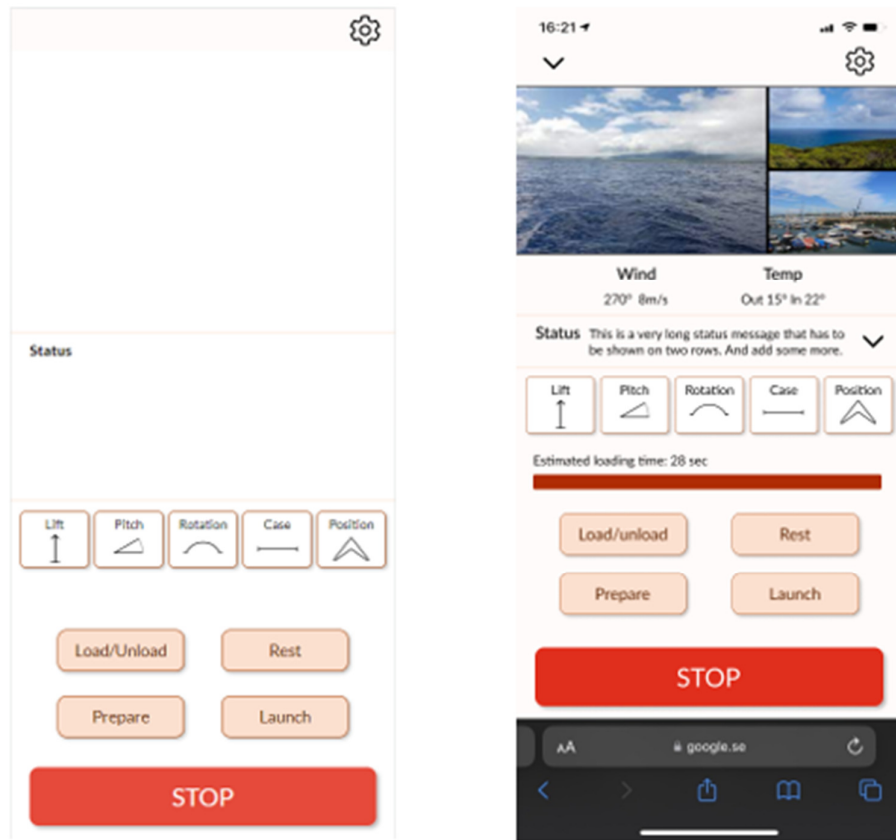 Status
Lift Pitch Rotation Case Position
Load/Unload Rest
Prepare Launch
STOP
16:21
Wind Temp
270° 8m/s Out 15° In 22°
Status This is a very long status message that has to
be shown on two rows. And add some more.
Lift Pitch Rotation Case Position
Estimated loading time: 28 sec
Load/unload Rest
Prepare Launch
STOP
AA google.se